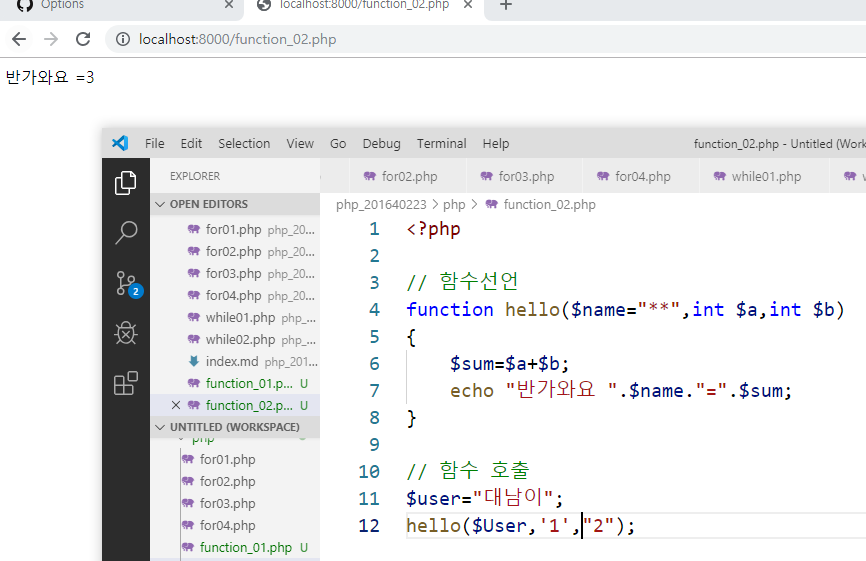 Options
localhost:8000/function_02.php
localhost:8000/function_02.php
반가와요 =3
File Edit Selection View Go Debug Terminal Help function_02.php - Untitled (Work
EXPLORER
for02.php for03.php for04.php while01.php
OPEN EDITORS
php_201640223 > php > function_02.php
for01.php php_20...
for02.php php_20...
for03.php php_20...
for04.php php_20...
while01.php php_...
while02.php php_...
index.md php_201...
function_01.p... U
function_02.p... U
UNTITLED (WORKSPACE)
php
for01.php
for02.php
for03.php
for04.php
function_01.php U
2
1 <?php
2
3 // 함수선언
4 function hello($name="**",int $a,int $b)
5 {
6 $sum=$a+$b;
7 echo "반가와요 ".$name."=".$sum;
8 }
9
10 // 함수 호출
11 $user="대남이";
12 hello($User,'1',"2");